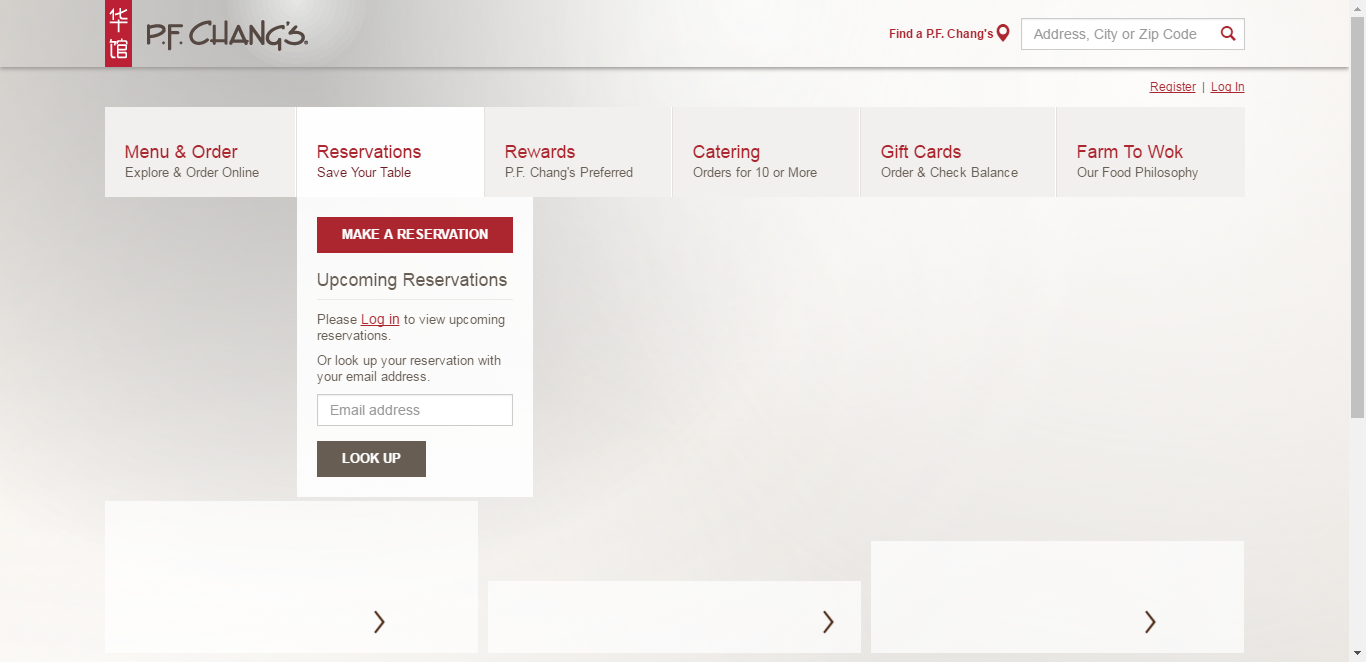 华馆
P.F. CHANG'S.
Find a P.F. Chang's
Address, City or Zip Code
Register | Log In
Menu & Order
Explore & Order Online
Reservations
Save Your Table
Rewards
P.F. Chang's Preferred
Catering
Orders for 10 or More
Gift Cards
Order & Check Balance
Farm To Wok
Our Food Philosophy
MAKE A RESERVATION
Upcoming Reservations
Please Log in to view upcoming
reservations.
Or look up your reservation with
your email address.
Email address
LOOK UP